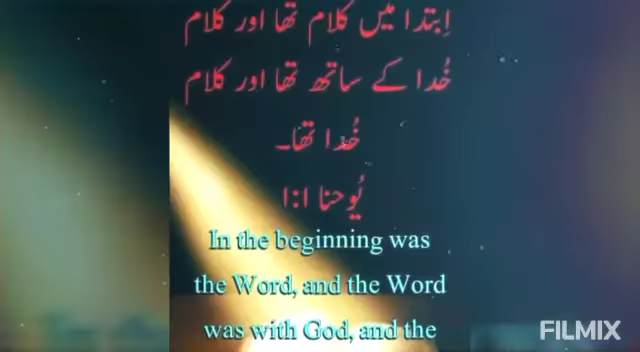 اِبتدا میں کلام تھا اور کلام
خُدا کے ساتھ تھا اور کلام
خُدا تھا۔
یُوحنا ۱:۱
In the beginning was
the Word, and the Word
was with God, and the
FILMIX